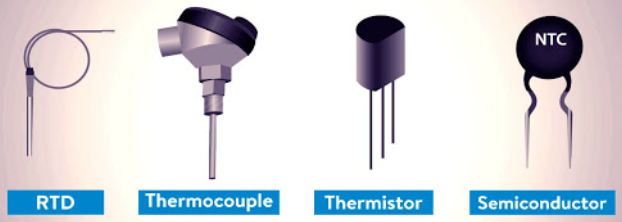 NTC
RTD
Thermocouple
Thermistor
Semiconductor